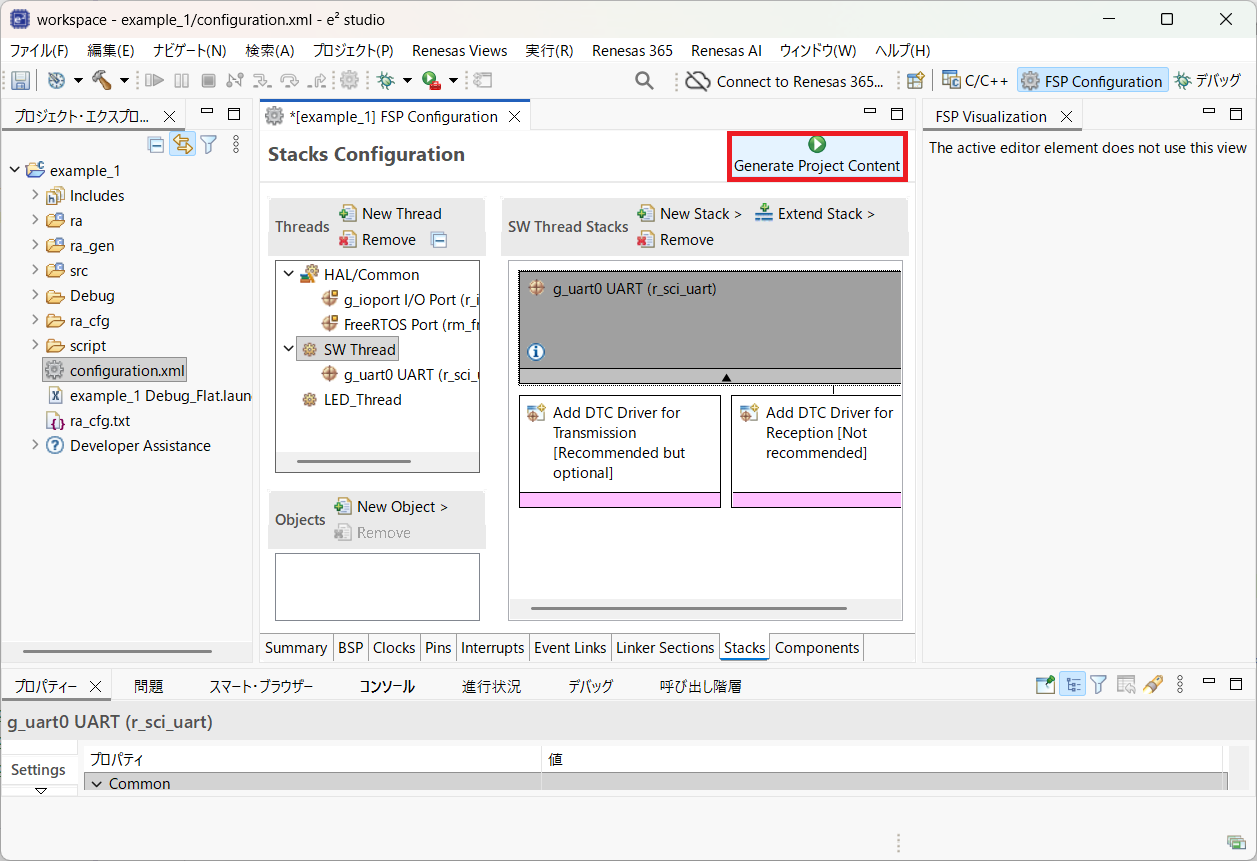 workspace - example_1/configuration.xml - e² studio
ファイル(F) 編集(E) ナビゲート(N) 検索(A) プロジェクト(P) Renesas Views 実行(R) Renesas 365 Renesas AI ウィンドウ(W) ヘルプ(H)
Connect to Renesas 365... C/C++ FSP Configuration デバッグ
プロジェクト・エクスプロ...
example_1
Includes
ra
ra_gen
src
Debug
ra_cfg
script
configuration.xml
example_1 Debug_Flat.laun
ra_cfg.txt
Developer Assistance
*[example_1] FSP Configuration
Stacks Configuration
Generate Project Content
Threads
New Thread
Remove
HAL/Common
g_ioport I/O Port (r_i
FreeRTOS Port (rm_fr
SW Thread
g_uart0 UART (r_sci_u
LED_Thread
Objects
New Object >
Remove
SW Thread Stacks
New Stack > Extend Stack >
Remove
g_uart0 UART (r_sci_uart)
Add DTC Driver for
Transmission
[Recommended but
optional]
Add DTC Driver for
Reception [Not
recommended]
Summary BSP Clocks Pins Interrupts Event Links Linker Sections Stacks Components
FSP Visualization
The active editor element does not use this view
プロパティー 問題 スマート・ブラウザー コンソール 進行状況 デバッグ 呼び出し階層
g_uart0 UART (r_sci_uart)
Settings
プロパティ 値
Common